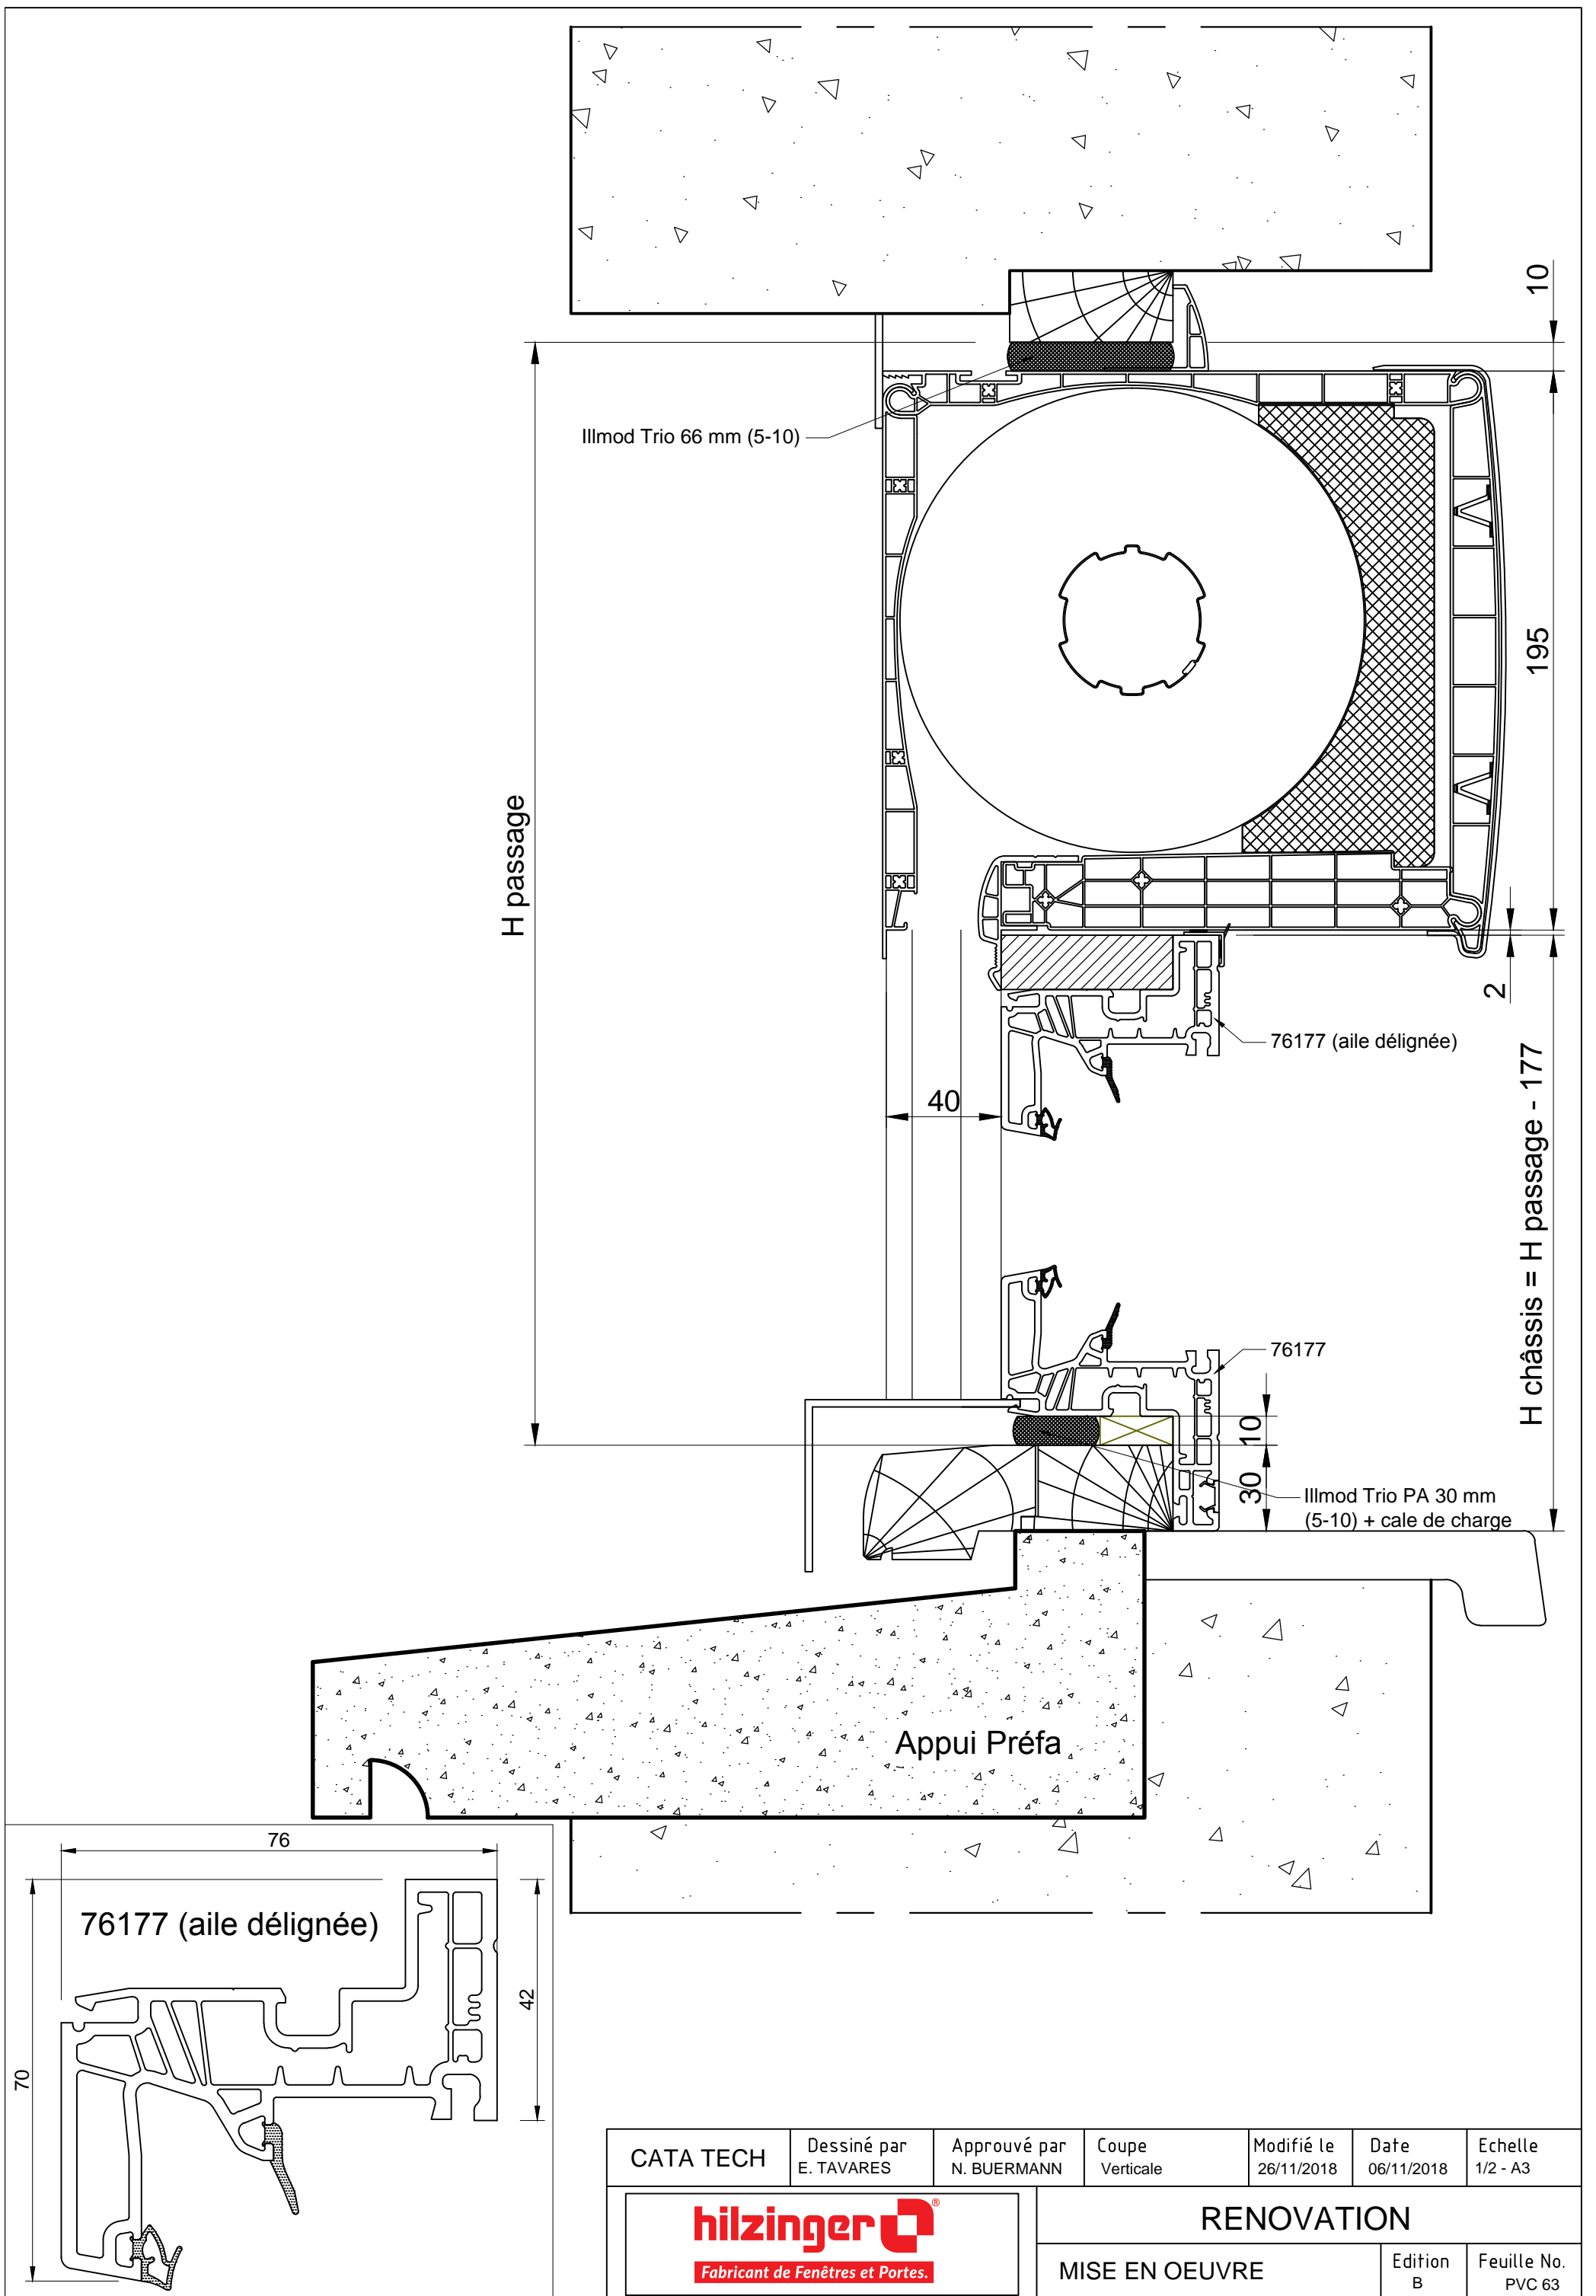 10
Illmod Trio 66 mm (5-10)
195
H passage
2
76177 (aile délignée)
40
H châssis = H passage - 177
76177
10
30
Illmod Trio PA 30 mm
(5-10) + cale de charge
Appui Préfa
76
76177 (aile délignée)
42
70
CATA TECH
Dessiné par
E. TAVARES
Approuvé par
N. BUERMANN
Coupe
Verticale
Modifié le
26/11/2018
Date
06/11/2018
Echelle
1/2 - A3
hilzinger ®
Fabricant de Fenêtres et Portes.
RENOVATION
MISE EN OEUVRE
Edition
B
Feuille No.
PVC 63